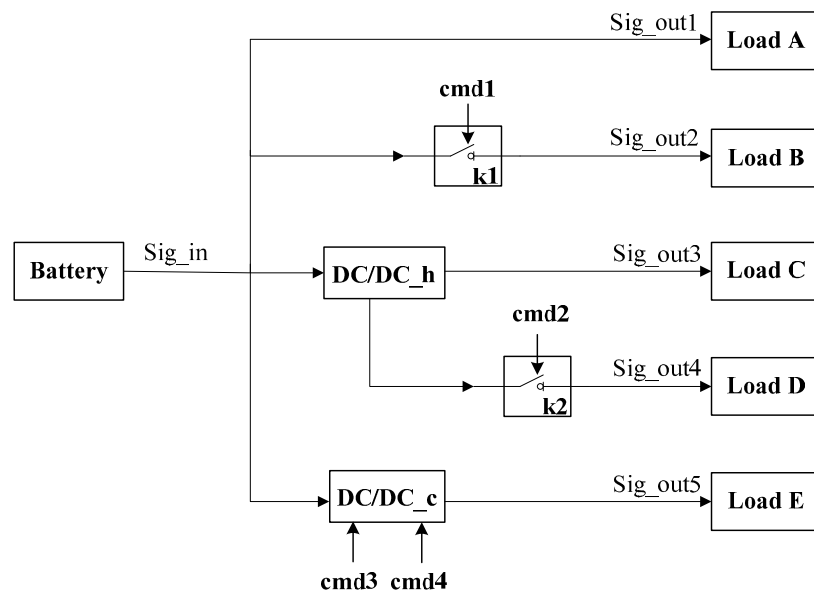 Sig_out1
Load A
cmd1
k1
Sig_out2
Load B
Battery
Sig_in
DC/DC_h
Sig_out3
Load C
cmd2
k2
Sig_out4
Load D
DC/DC_c
Sig_out5
Load E
cmd3 cmd4